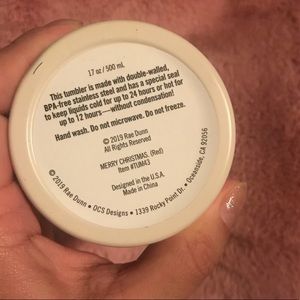 17 oz / 500 mL
This tumbler is made with double-walled,
BPA-free stainless steel and has a special seal
to keep liquids cold for up to 24 hours or hot for
up to 12 hours—without condensation!
Hand wash. Do not microwave. Do not freeze.
© 2019 Rae Dunn
All Rights Reserved
MERRY CHRISTMAS. (Red)
Item #TUMA3
Designed in the U.S.A.
Made in China
© 2019 Rae Dunn • OCS Designs • 1339 Rocky Point Dr. • Oceanside, CA 92056